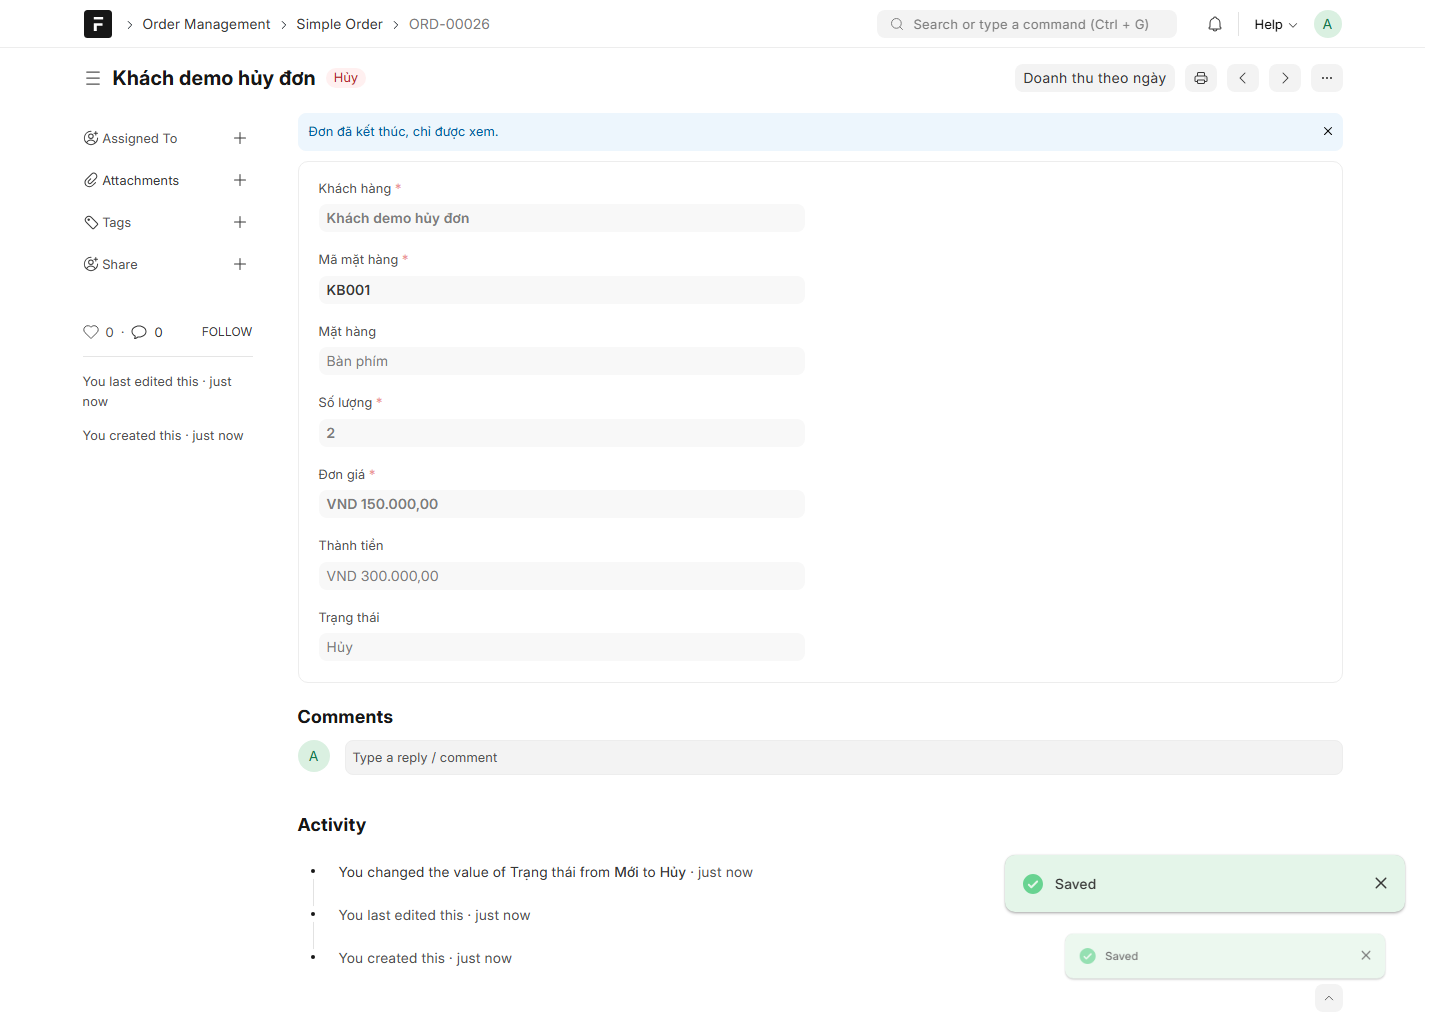 Order Management
Simple Order
ORD-00026
Search or type a command (Ctrl + G)
Help
A
Khách demo hủy đơn
Hủy
Doanh thu theo ngày
Assigned To
Attachments
Tags
Share
0 · 0
FOLLOW
You last edited this · just now
You created this · just now
Đơn đã kết thúc, chỉ được xem.
Khách hàng *
Khách demo hủy đơn
Mã mặt hàng *
KB001
Mặt hàng
Bàn phím
Số lượng *
2
Đơn giá *
VND 150.000,00
Thành tiền
VND 300.000,00
Trạng thái
Hủy
Comments
A
Type a reply / comment
Activity
You changed the value of Trạng thái from Mới to Hủy · just now
You last edited this · just now
You created this · just now
Saved
Saved